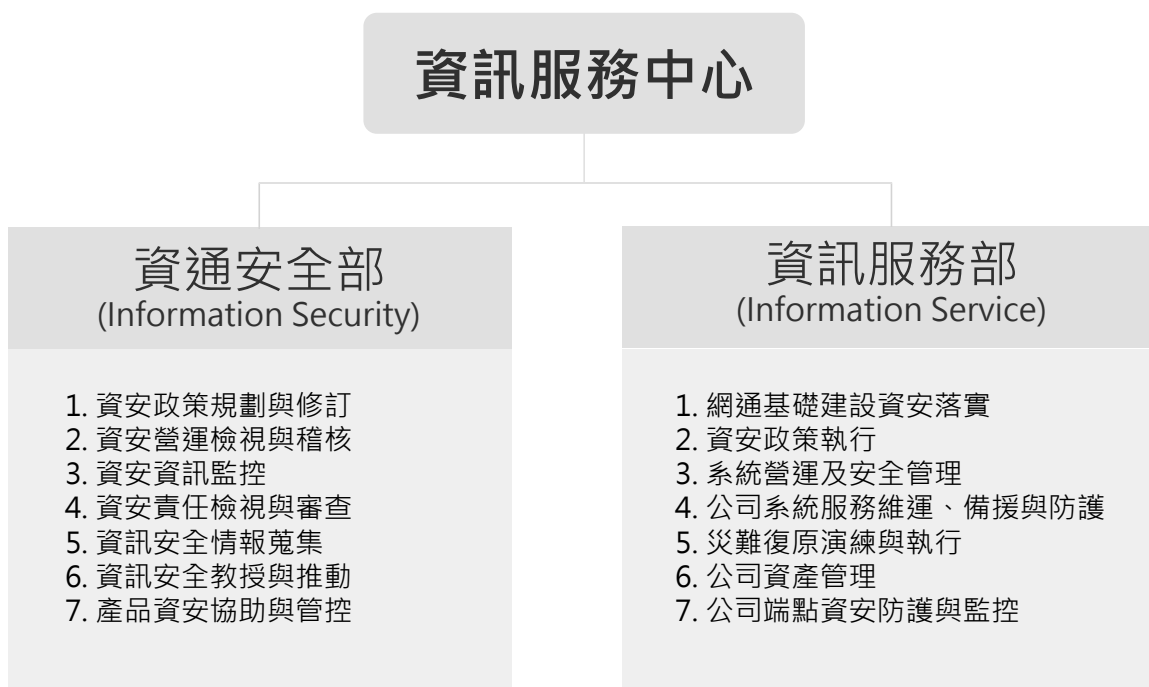 資訊服務中心
資通安全部
(Information Security)
1. 資安政策規劃與修訂
2. 資安營運檢視與稽核
3. 資安資訊監控
4. 資安責任檢視與審查
5. 資訊安全情報蒐集
6. 資訊安全教授與推動
7. 產品資安協助與管控
資訊服務部
(Information Service)
1. 網通基礎建設資安落實
2. 資安政策執行
3. 系統營運及安全管理
4. 公司系統服務維運、備援與防護
5. 災難復原演練與執行
6. 公司資產管理
7. 公司端點資安防護與監控